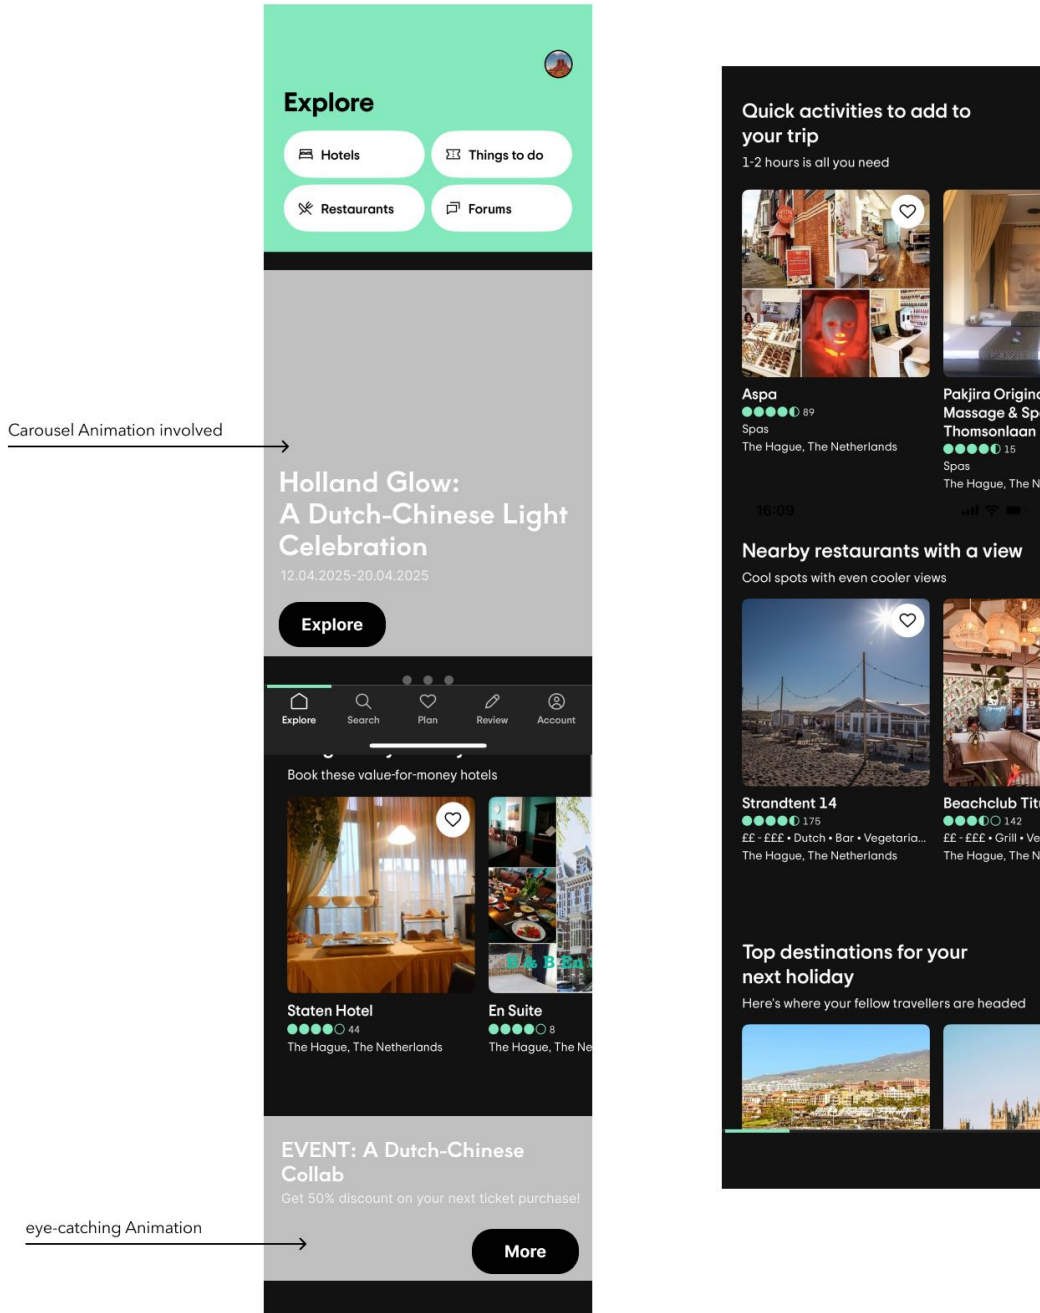 Explore
Hotels
Things to do
Restaurants
Forums
Carousel Animation involved
Holland Glow:
A Dutch-Chinese Light
Celebration
12.04.2025-20.04.2025
Explore
Explore
Search
Plan
Review
Account
Book these value-for-money hotels
B & B En
Staten Hotel
44
The Hague, The Netherlands
En Suite
8
The Hague, The Ne
EVENT: A Dutch-Chinese
Collab
Get 50% discount on your next ticket purchase!
eye-catching Animation
More
Quick activities to add to
your trip
1-2 hours is all you need
Aspa
89
Spas
The Hague, The Netherlands
Pakjira Origina
Massage & Sp
Thomsonlaan
15
Spas
The Hague, The N
16:09
Nearby restaurants with a view
Cool spots with even cooler views
Strandtent 14
175
££ - £££ • Dutch • Bar • Vegetaria...
The Hague, The Netherlands
Beachclub Tit
142
££ - £££ • Grill • Ve
The Hague, The N
Top destinations for your
next holiday
Here's where your fellow travellers are headed